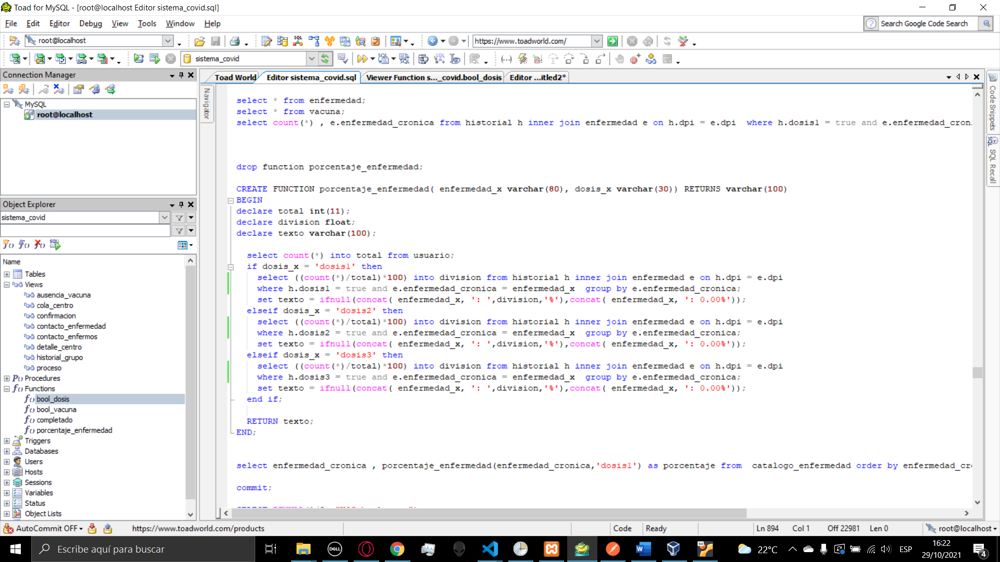 Toad for MySQL - [root@localhost Editor sistema_covid.sql]
File Edit Editor Debug View Tools Window Help
Search Google Code Search
root@localhost
https://www.toadworld.com/
sistema_covid
Connection Manager
MySQL
root@localhost
Object Explorer
sistema_covid
Name
Tables
Views
ausencia_vacuna
cola_centro
confirmacion
contacto_enfermedad
contacto_enfermos
detalle_centro
historial_grupo
proceso
Procedures
Functions
bool_dosis
bool_vacuna
completado
porcentaje_enfermedad
Triggers
Databases
Users
Hosts
Sessions
Variables
Status
Object Lists
Toad World
Editor sistema_covid.sql
Viewer Function s..._covid.bool_dosis
Editor ...itled2*
Navigator
Code Snippets
SQL Recall
select * from enfermedad;
select * from vacuna;
select count(*) , e.enfermedad_cronica from historial h inner join enfermedad e on h.dpi = e.dpi  where h.dosis1 = true and e.enfermedad_croni
drop function porcentaje_enfermedad;
CREATE FUNCTION porcentaje_enfermedad( enfermedad_x varchar(80), dosis_x varchar(30)) RETURNS varchar(100)
BEGIN
declare total int(11);
declare division float;
declare texto varchar(100);
select count(*) into total from usuario;
if dosis_x = 'dosis1' then
select ((count(*)/total)*100) into division from historial h inner join enfermedad e on h.dpi = e.dpi
where h.dosis1 = true and e.enfermedad_cronica = enfermedad_x  group by e.enfermedad_cronica;
set texto = ifnull(concat( enfermedad_x, ': ',division,'%'),concat( enfermedad_x, ': 0.00%'));
elseif dosis_x = 'dosis2' then
select ((count(*)/total)*100) into division from historial h inner join enfermedad e on h.dpi = e.dpi
where h.dosis2 = true and e.enfermedad_cronica = enfermedad_x  group by e.enfermedad_cronica;
set texto = ifnull(concat( enfermedad_x, ': ',division,'%'),concat( enfermedad_x, ': 0.00%'));
elseif dosis_x = 'dosis3' then
select ((count(*)/total)*100) into division from historial h inner join enfermedad e on h.dpi = e.dpi
where h.dosis3 = true and e.enfermedad_cronica = enfermedad_x  group by e.enfermedad_cronica;
set texto = ifnull(concat( enfermedad_x, ': ',division,'%'),concat( enfermedad_x, ': 0.00%'));
end if;
RETURN texto;
END;
select enfermedad_cronica , porcentaje_enfermedad(enfermedad_cronica,'dosis1') as porcentaje from  catalogo_enfermedad order by enfermedad_cr
commit;
AutoCommit OFF
https://www.toadworld.com/products
Code
Ready
Ln 894 Col 1 Off 22981 Len 0
root@localhost
Escribe aquí para buscar
DELL
22°C
ESP
16:22
29/10/2021
4